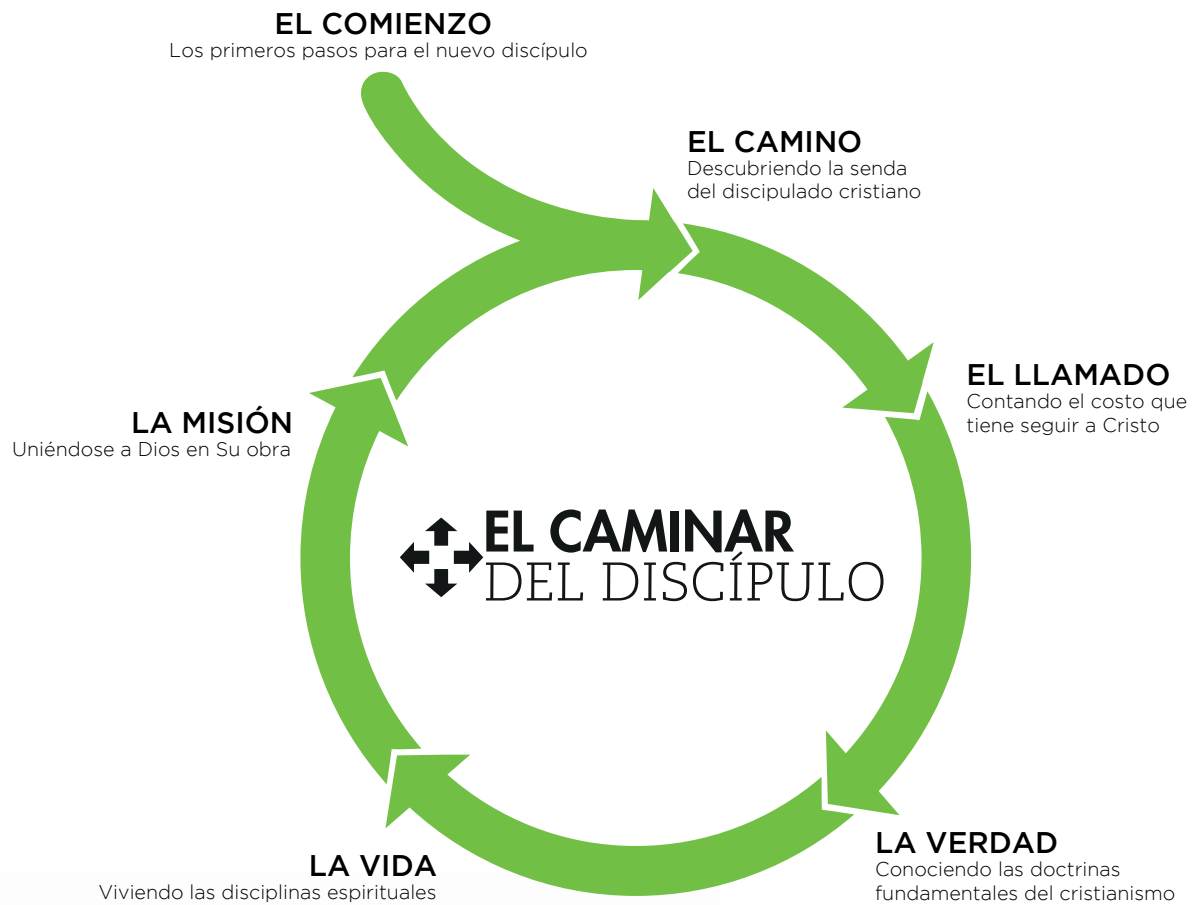 EL COMIENZO
Los primeros pasos para el nuevo discípulo
EL CAMINO
Descubriendo la senda
del discipulado cristiano
EL LLAMADO
Contando el costo que
tiene seguir a Cristo
LA MISIÓN
Uniéndose a Dios en Su obra
EL CAMINAR
DEL DISCÍPULO
LA VERDAD
Conociendo las doctrinas
fundamentales del cristianismo
LA VIDA
Viviendo las disciplinas espirituales